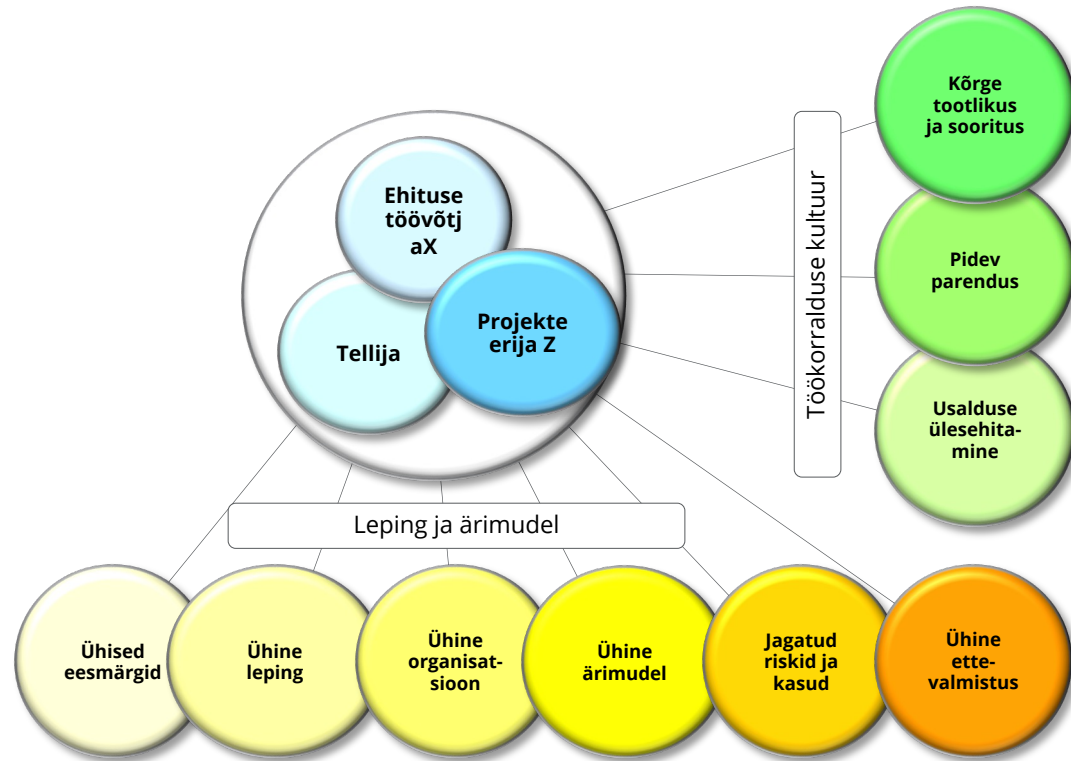 Kõrge
tootlikus
ja sooritus
Ehituse
töövõtj
aX
Pidev
parendus
Projekte
erija Z
Tellija
Töökorralduse kultuur
Usalduse
ülesehita-
mine
Leping ja ärimudel
Ühised
eesmärgid
Ühine
leping
Ühine
organisat-
sioon
Ühine
ärimudel
Jagatud
riskid ja
kasud
Ühine
ette-
valmistus